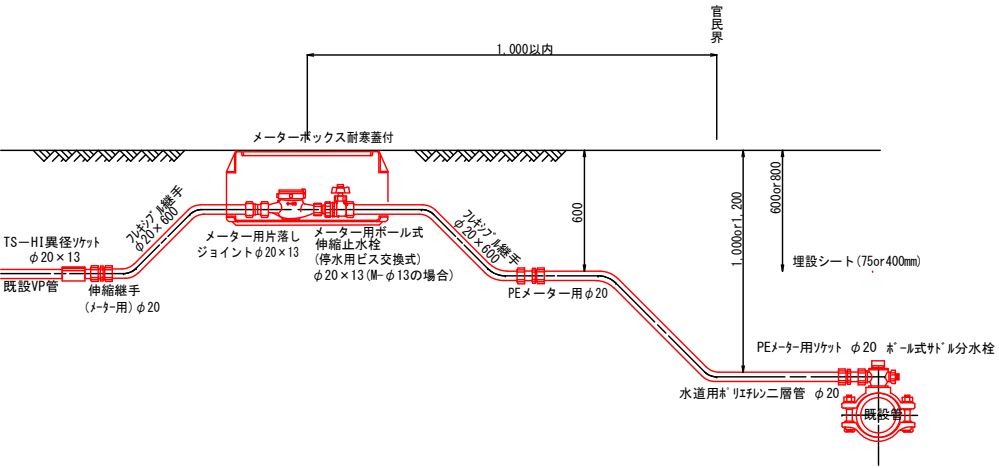 官民界
1,000以内
メーターボックス耐寒蓋付
フレキシブル継手
φ20×600
TS－HI異径ソケット
φ20×13
既設VP管
伸縮継手
(メーター用)φ20
メーター用片落し
ジョイントφ20×13
メーター用ボール式
伸縮止水栓
(停水用ビス交換式)
φ20×13(M-φ13の場合)
フレキシブル継手
φ20×600
600
1,000or1,200
600or800
埋設シート(75or400mm)
PEメーター用φ20
PEメーター用ソケット φ20
ボール式サドル分水栓
水道用ポリエチレン二層管 φ20
既設管